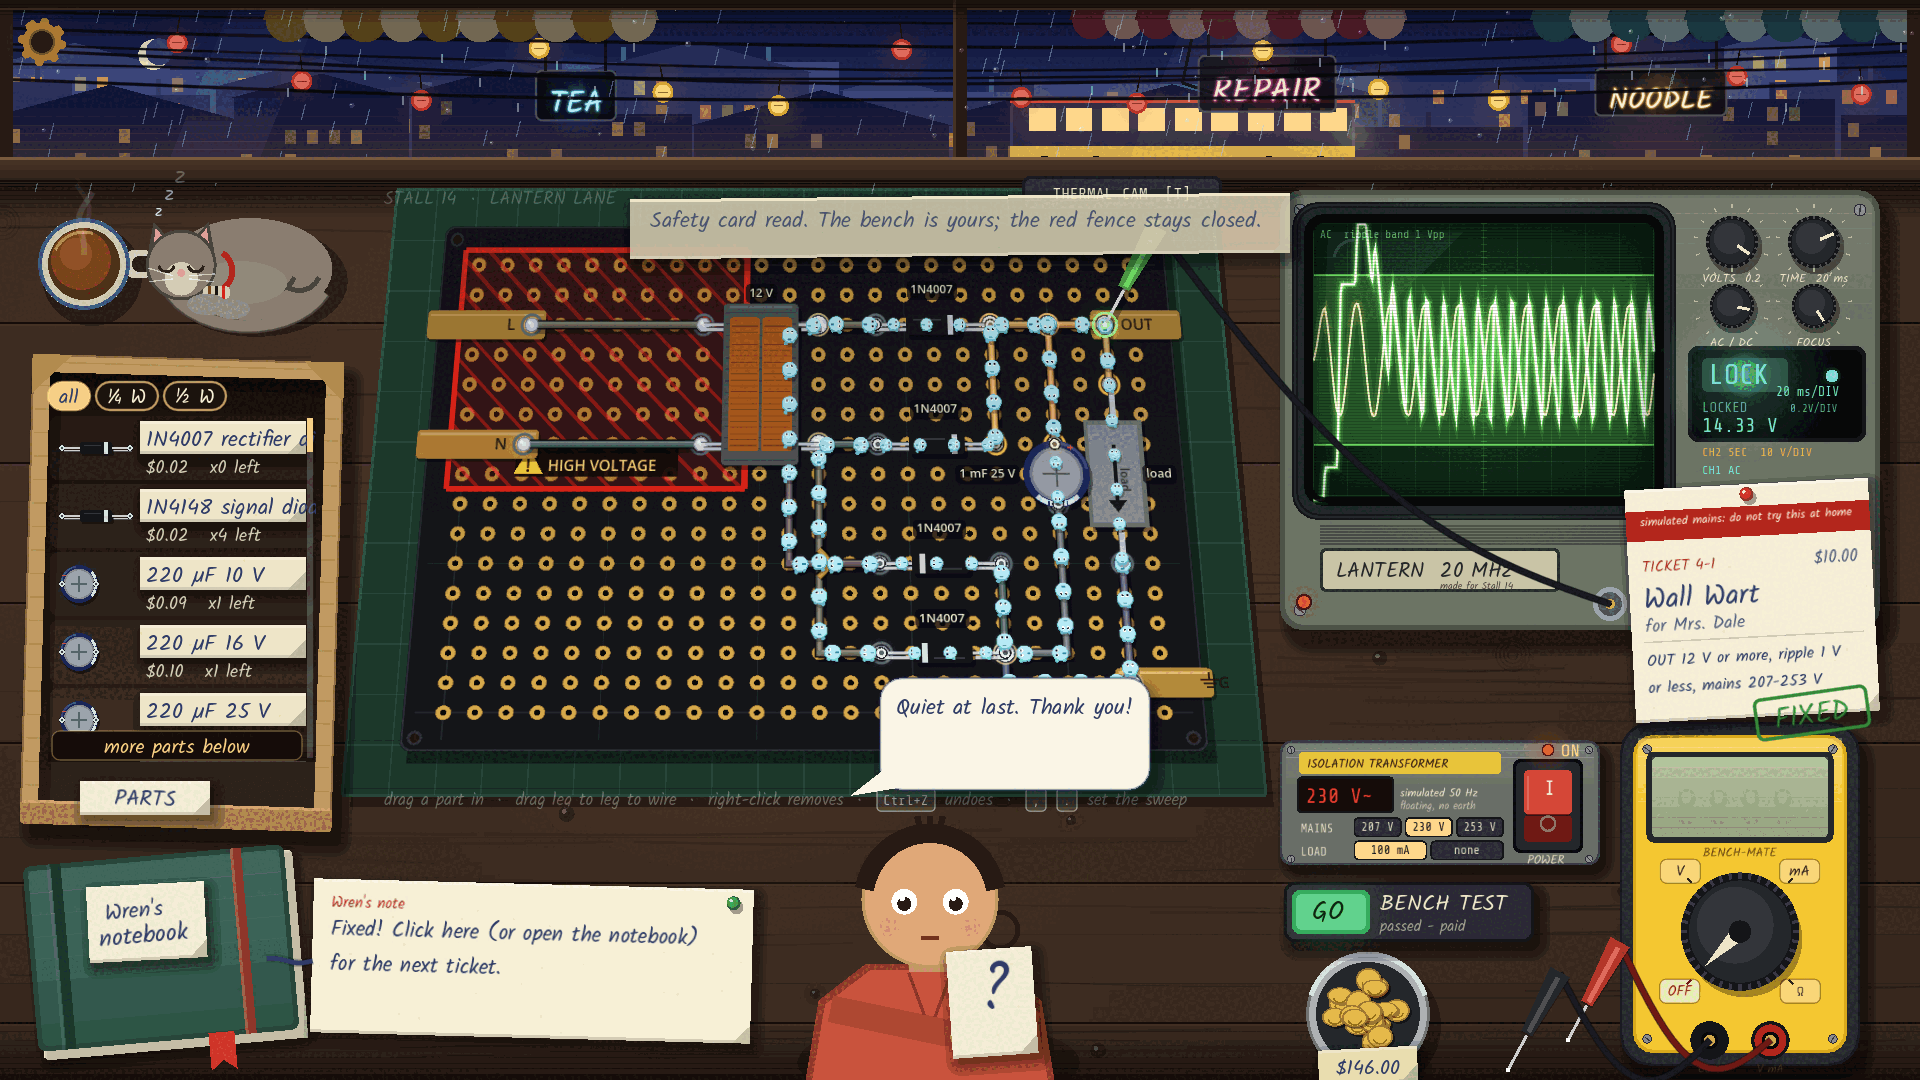 TEA
REPAIR
NOODLE
STALL 14 · LANTERN LANE
THERMAL CAM [T]
Safety card read. The bench is yours; the red fence stays closed.
all
¼ W
½ W
1N4007 rectifier
$0.02 x0 left
1N4148 signal
$0.02 x4 left
220 µF 10 V
$0.09 x1 left
220 µF 16 V
$0.10 x1 left
220 µF 25 V
more parts below
PARTS
L
N
HIGH VOLTAGE
12 V
1N4007
1N4007
1N4007
1N4007
1 mF 25 V
load
load
OUT
G
Quiet at last. Thank you!
drag a part in · drag leg to leg to wire · right-click removes · Ctrl+Z undoes · , . set the sweep
AC ripple band 1 Vpp
VOLTS 0.2
TIME 20 ms
AC / DC
FOCUS
LOCK
20 ms/DIV
LOCKED
0.2V/DIV
14.33 V
CH2 SEC 10 V/DIV
CH1 AC
LANTERN 20 MHz
made for Stall 14
simulated mains: do not try this at home
TICKET 4-1
$10.00
Wall Wart
for Mrs. Dale
OUT 12 V or more, ripple 1 V
or less, mains 207-253 V
FIXED
ISOLATION TRANSFORMER
ON
230 V~
simulated 50 Hz
floating, no earth
MAINS
207 V
230 V
253 V
LOAD
100 mA
none
I
POWER
GO
BENCH TEST
passed - paid
$146.00
BENCH-MATE
V
mA
OFF
Ω
Wren's
notebook
Wren's note
Fixed! Click here (or open the notebook)
for the next ticket.
?